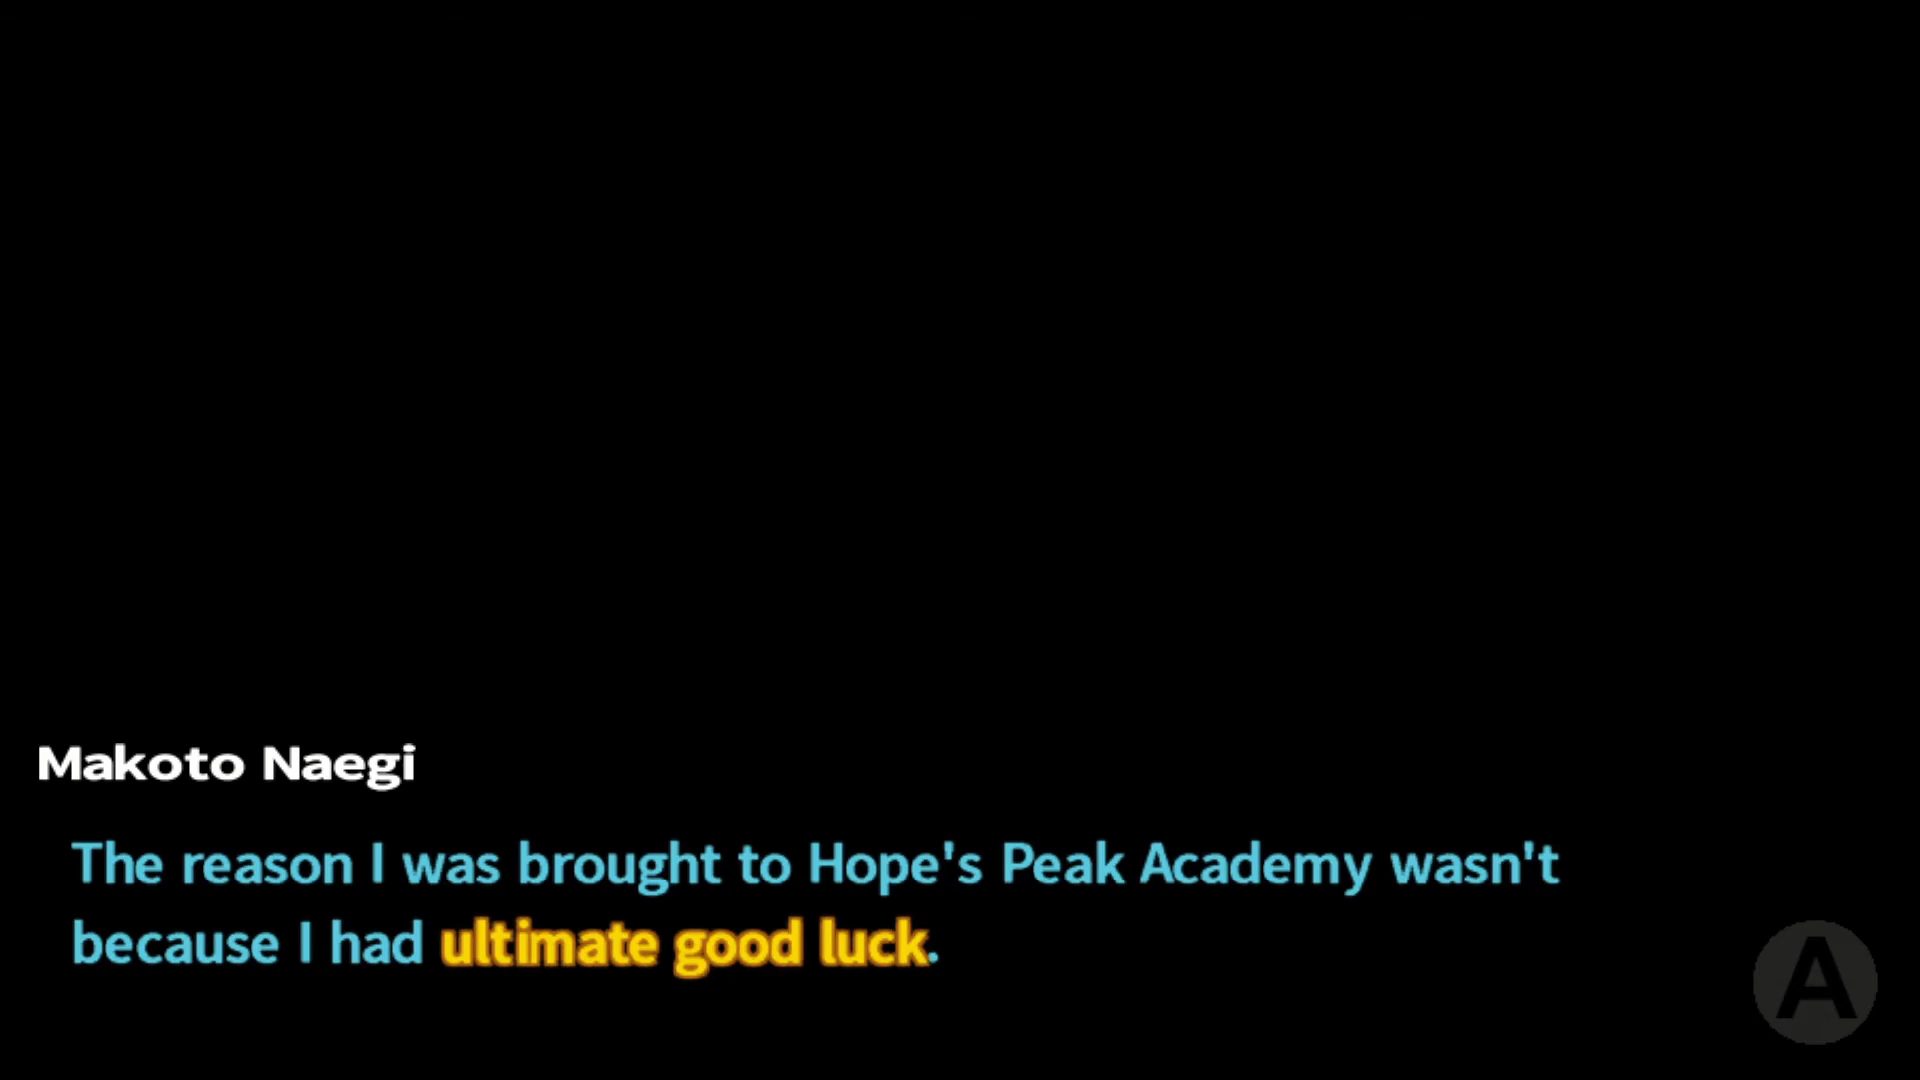 Makoto Naegi
The reason I was brought to Hope's Peak Academy wasn't
because I had ultimate good luck.
A